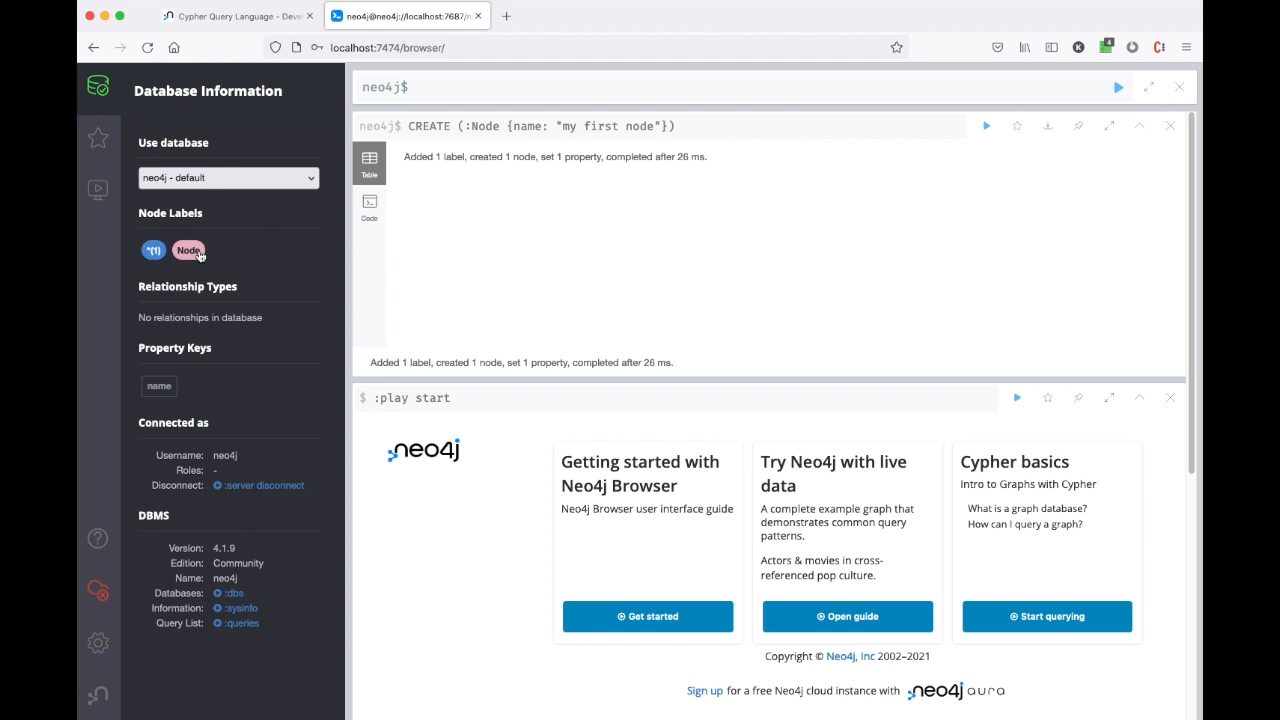 Cypher Query Language - Deve
neo4j@neo4j://localhost:7687/n
localhost:7474/browser/
4
K
Database Information
Use database
neo4j - default
Node Labels
*(1) Node
Relationship Types
No relationships in database
Property Keys
name
Connected as
Username: neo4j
Roles: -
Disconnect: :server disconnect
DBMS
Version: 4.1.9
Edition: Community
Name: neo4j
Databases: :dbs
Information: :sysinfo
Query List: :queries
neo4j$
neo4j$ CREATE (:Node {name: "my first node"})
Table
Code
Added 1 label, created 1 node, set 1 property, completed after 26 ms.
Added 1 label, created 1 node, set 1 property, completed after 26 ms.
$ :play start
neo4j
Getting started with
Neo4j Browser
Neo4j Browser user interface guide
Get started
Try Neo4j with live
data
A complete example graph that
demonstrates common query
patterns.
Actors & movies in cross-
referenced pop culture.
Open guide
Cypher basics
Intro to Graphs with Cypher
What is a graph database?
How can I query a graph?
Start querying
Copyright © Neo4j, Inc 2002–2021
Sign up for a free Neo4j cloud instance with neo4j aura